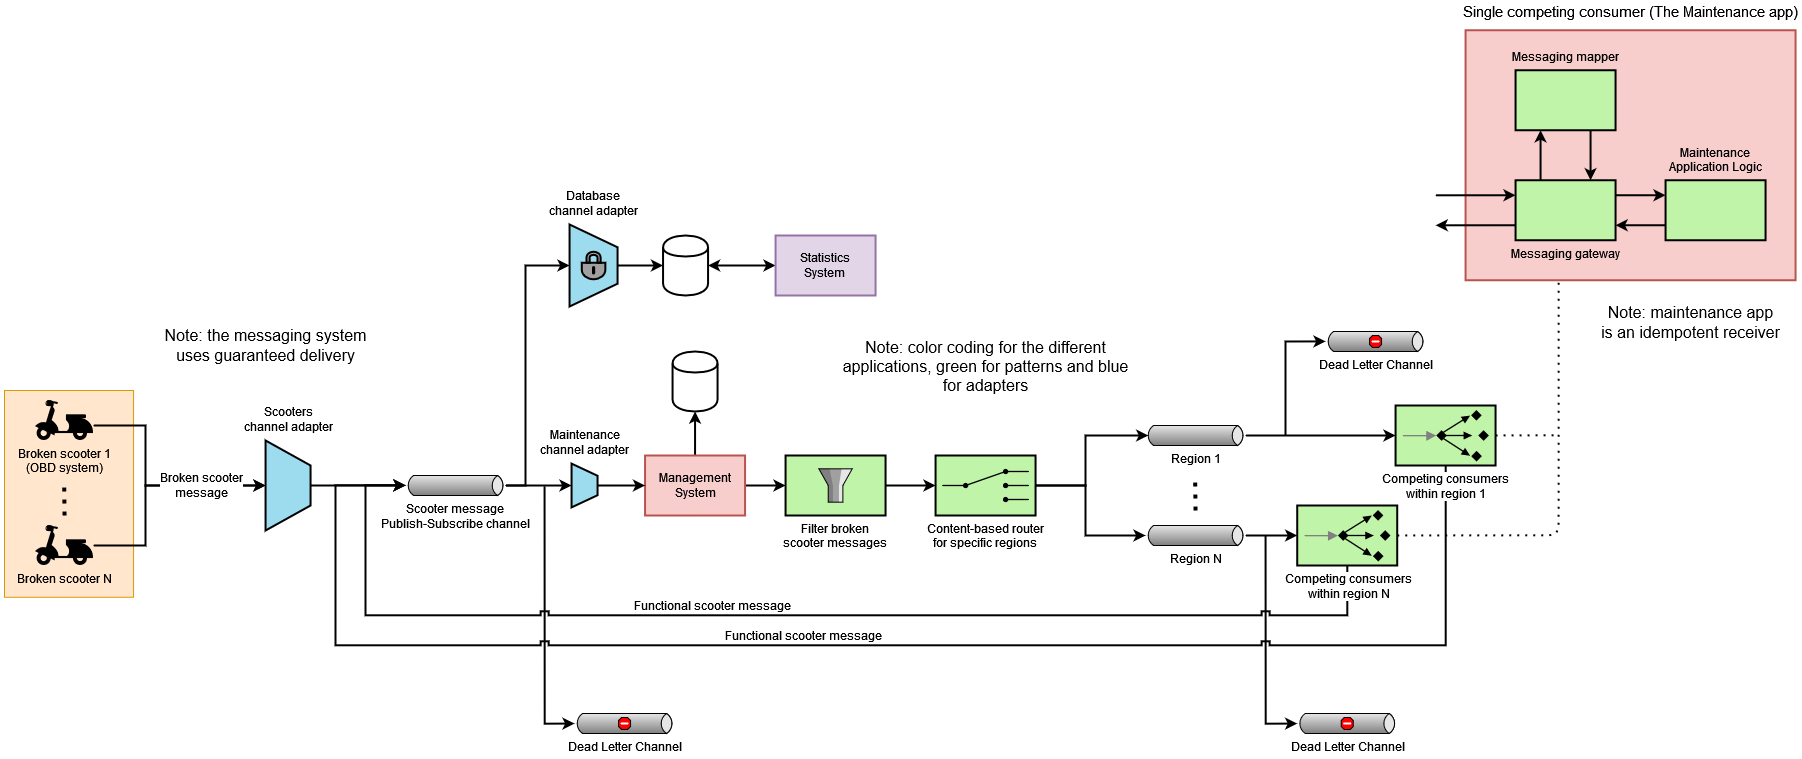 Single competing consumer (The Maintenance app)
Messaging mapper
Maintenance
Application Logic
Messaging gateway
Note: maintenance app
is an idempotent receiver
Database
channel adapter
Statistics
System
Note: the messaging system
uses guaranteed delivery
Note: color coding for the different
applications, green for patterns and blue
for adapters
Dead Letter Channel
Scooters
channel adapter
Broken scooter 1
(OBD system)
Broken scooter N
Broken scooter
message
Scooter message
Publish-Subscribe channel
Maintenance
channel adapter
Management
System
Filter broken
scooter messages
Content-based router
for specific regions
Region 1
Region N
Competing consumers
within region 1
Competing consumers
within region N
Functional scooter message
Functional scooter message
Dead Letter Channel
Dead Letter Channel